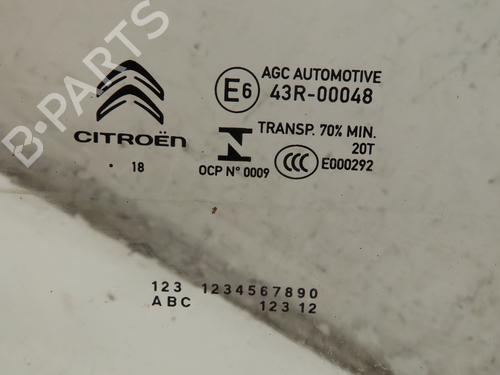 B-PARTS
CITROËN
. 18
E6
AGC AUTOMOTIVE
43R-00048
TRANSP. 70% MIN.
20T
OCP N° 0009
CCC
E000292
123 1234567890
ABC 123 12